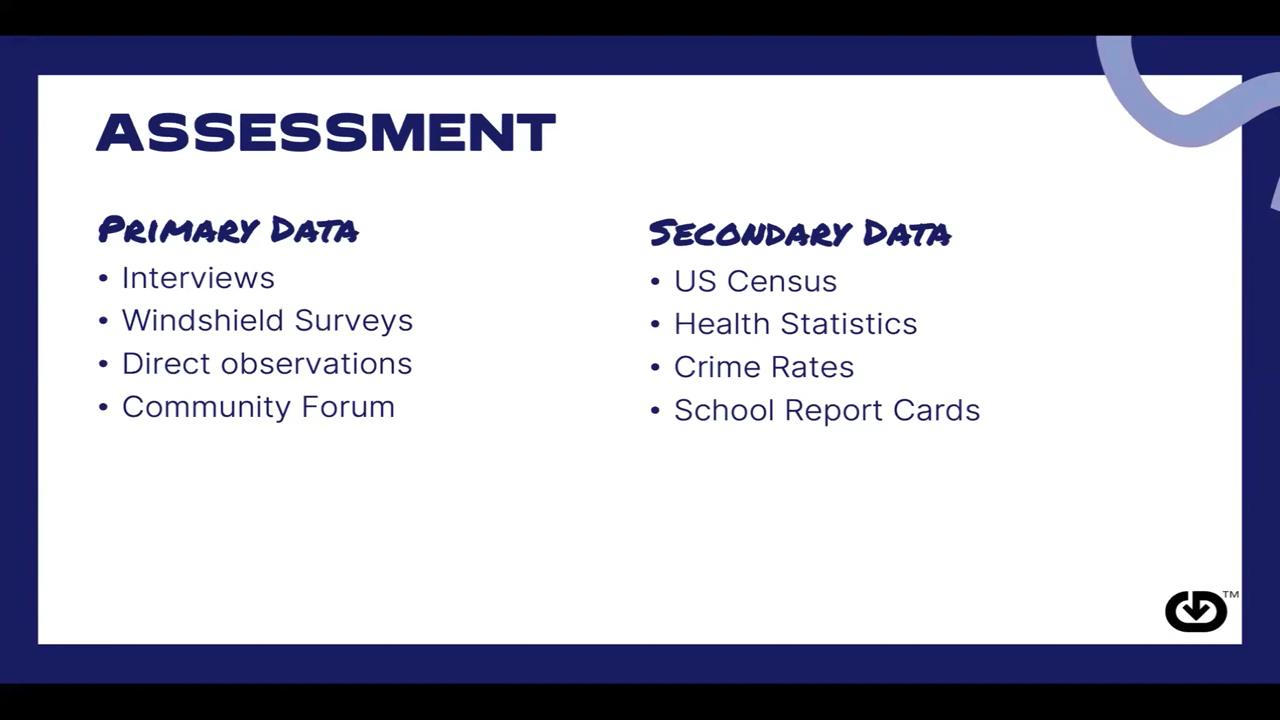 ASSESSMENT
PRIMARY DATA
• Interviews
• Windshield Surveys
• Direct observations
• Community Forum
SECONDARY DATA
• US Census
• Health Statistics
• Crime Rates
• School Report Cards
TM